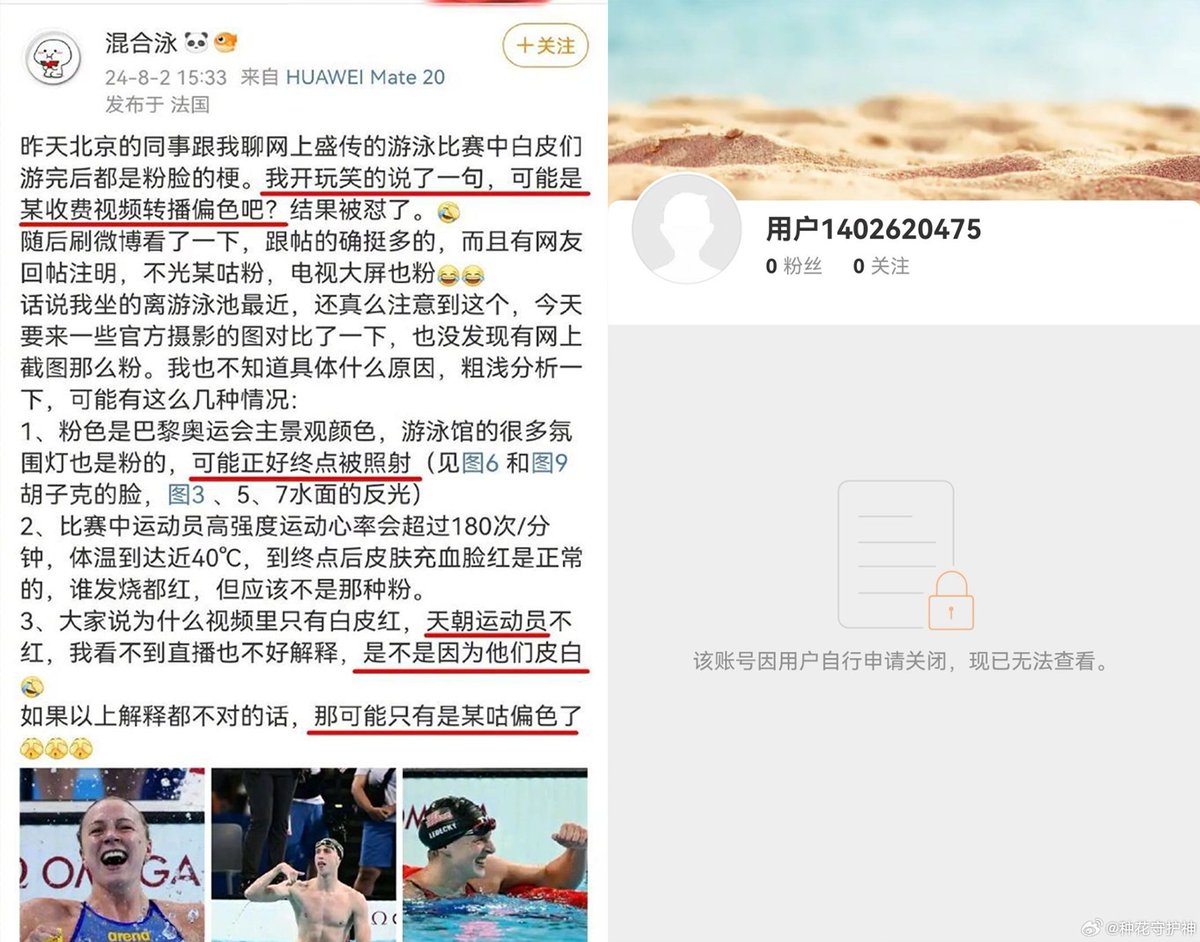 混合泳🐼🐡
+关注
24-8-2 15:33 来自 HUAWEI Mate 20
发布于 法国
昨天北京的同事跟我聊网上盛传的游泳比赛中白皮们
游完后都是粉脸的梗。我开玩笑的说了一句，可能是
某收费视频转播偏色吧？结果被怼了。🤣
随后刷微博看了一下，跟帖的确挺多的，而且有网友
回帖注明，不光某咕粉，电视大屏也粉😂😂
话说我坐的离游泳池最近，还真么注意到这个，今天
要来一些官方摄影的图对比了一下，也没发现有网上
截图那么粉。我也不知道具体什么原因，粗浅分析一
下，可能有这么几种情况：
1、粉色是巴黎奥运会主景观颜色，游泳馆的很多氛
围灯也是粉的，可能正好终点被照射（见图6 和图9
胡子克的脸，图3 、5、7水面的反光）
2、比赛中运动员高强度运动心率会超过180次/分
钟，体温到达近40℃，到终点后皮肤充血脸红是正常
的，谁发烧都红，但应该不是那种粉。
3、大家说为什么视频里只有白皮红，天朝运动员不
红，我看不到直播也不好解释，是不是因为他们皮白
🤣
如果以上解释都不对的话，那可能只有是某咕偏色了
🫣🫣🫣
OMEGA
arena
Ω OMEGA
LEDECKY
用户1402620475
0 粉丝 0 关注
该账号因用户自行申请关闭，现已无法查看。
@种花守护神